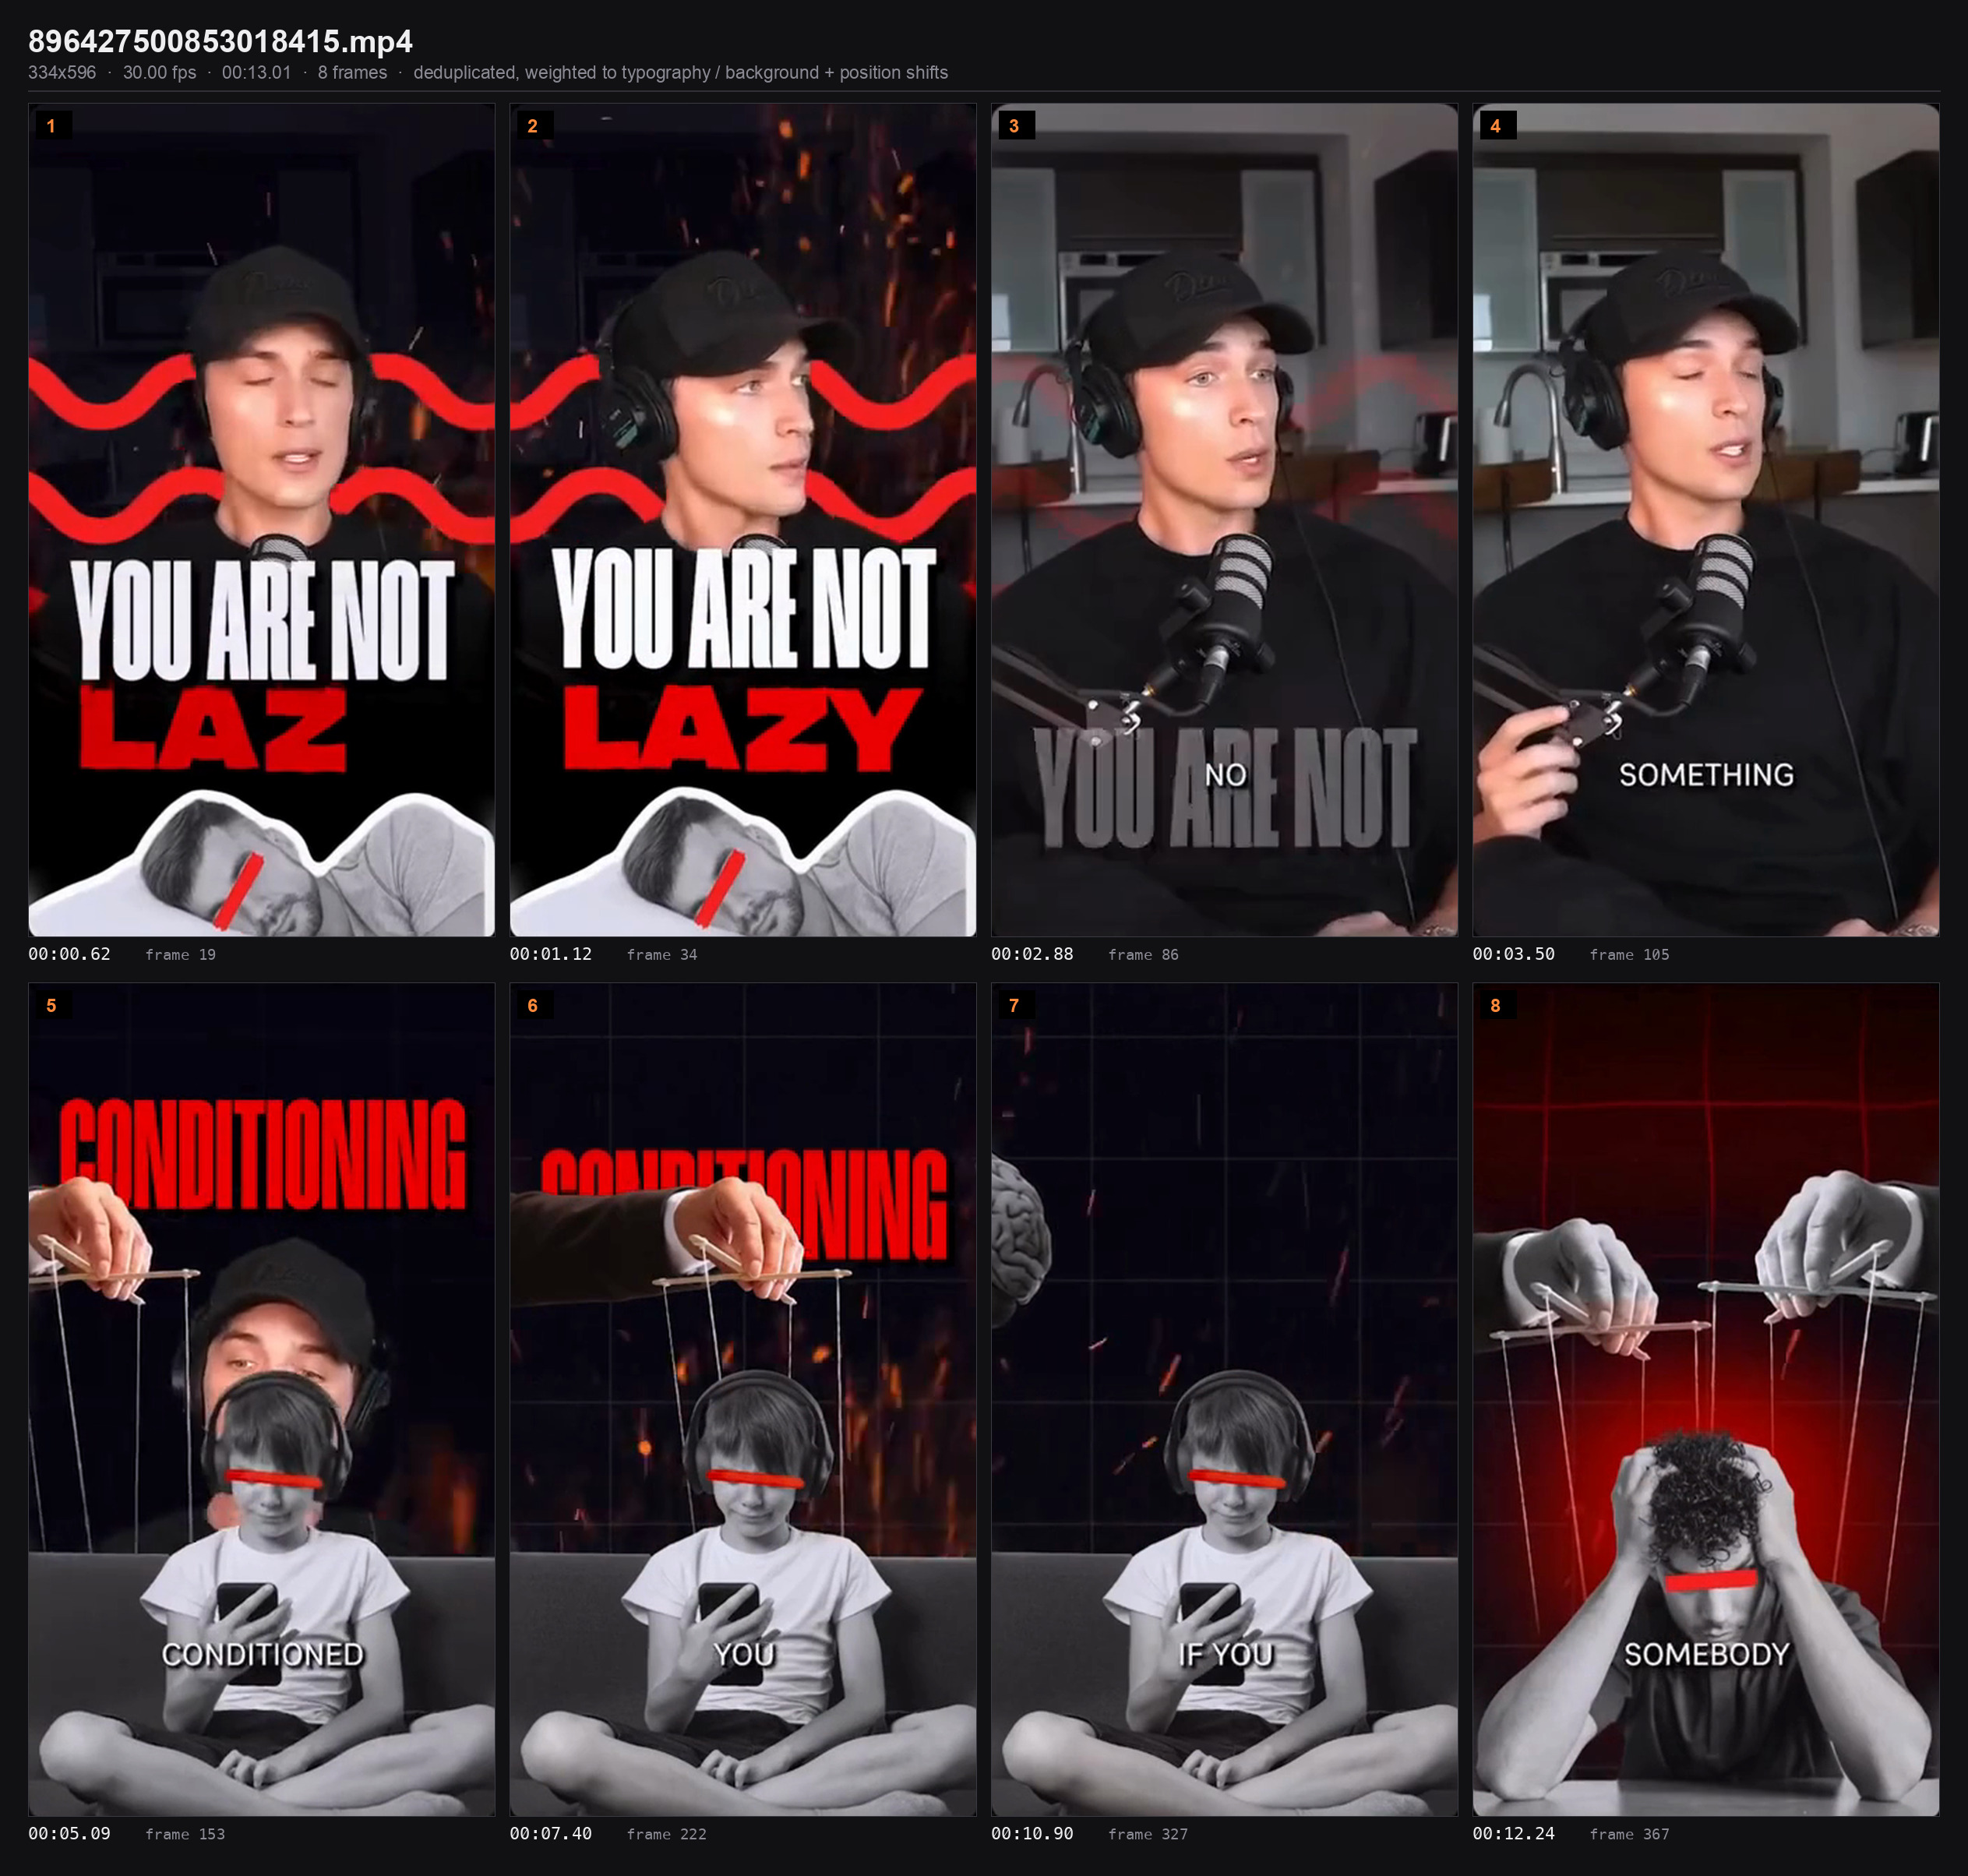 896427500853018415.mp4
334x596 · 30.00 fps · 00:13.01 · 8 frames · deduplicated, weighted to typography / background + position shifts
1
YOU ARE NOT
LAZ
00:00.62 frame 19
2
YOU ARE NOT
LAZY
00:01.12 frame 34
3
YOU ARE NOT
NO
00:02.88 frame 86
4
SOMETHING
00:03.50 frame 105
5
CONDITIONING
CONDITIONED
00:05.09 frame 153
6
CONDITIONING
YOU
00:07.40 frame 222
7
IF YOU
00:10.90 frame 327
8
SOMEBODY
00:12.24 frame 367